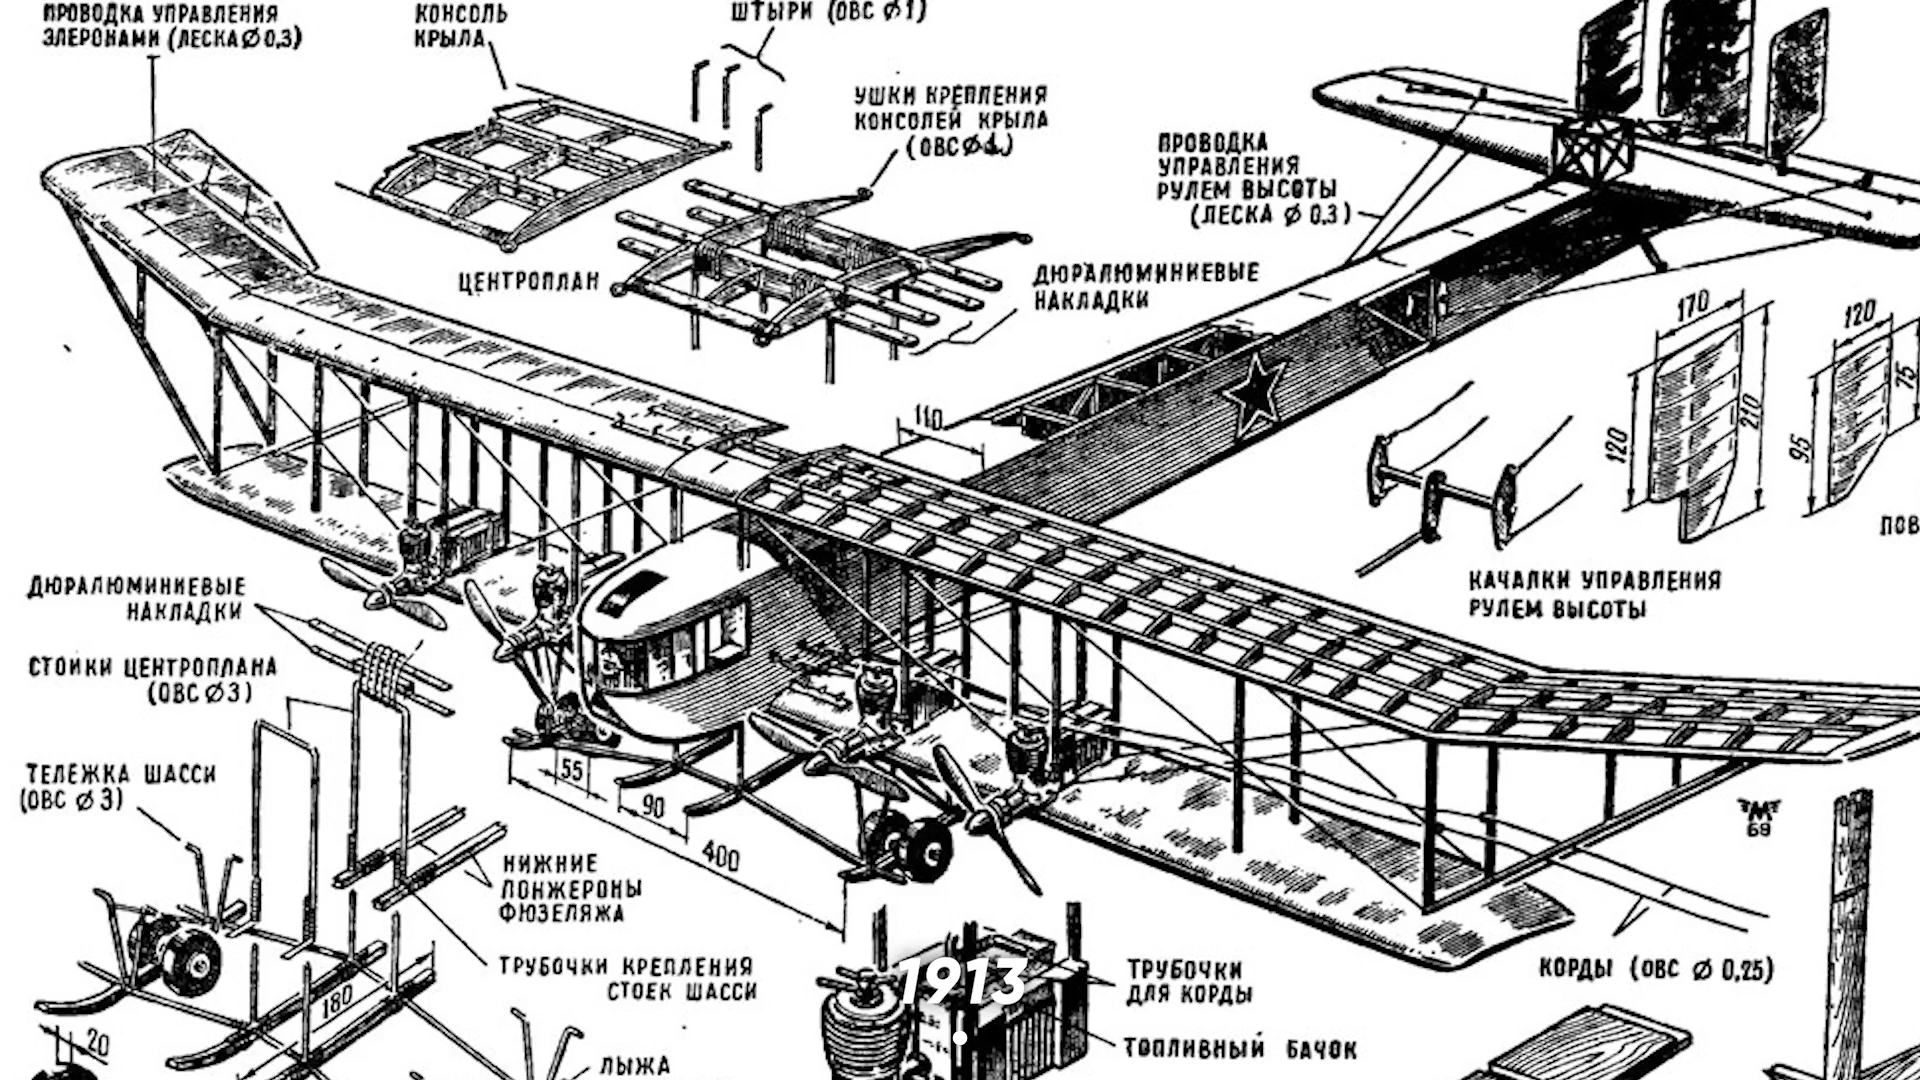 ПРОВОДКА УПРАВЛЕНИЯ
ЭЛЕРОНАМИ (ЛЕСКА Ø 0,3)
КОНСОЛЬ
КРЫЛА
ШТЫРИ (ОВС Ø 1)
УШКИ КРЕПЛЕНИЯ
КОНСОЛЕЙ КРЫЛА
(ОВС Ø 1)
ПРОВОДКА
УПРАВЛЕНИЯ
РУЛЕМ ВЫСОТЫ
(ЛЕСКА Ø 0,3)
ЦЕНТРОПЛАН
ДЮРАЛЮМИНИЕВЫЕ
НАКЛАДКИ
170
120
75
110
120
210
95
ПОВ
КАЧАЛКИ УПРАВЛЕНИЯ
РУЛЕМ ВЫСОТЫ
ДЮРАЛЮМИНИЕВЫЕ
НАКЛАДКИ
СТОЙКИ ЦЕНТРОПЛАНА
(ОВС Ø 3)
ТЕЛЕЖКА ШАССИ
(ОВС Ø 3)
55
90
400
69
НИЖНИЕ
ЛОНЖЕРОНЫ
ФЮЗЕЛЯЖА
ТРУБОЧКИ КРЕПЛЕНИЯ
СТОЕК ШАССИ
1913
ТРУБОЧКИ
ДЛЯ КОРДЫ
КОРДЫ (ОВС Ø 0,25)
180
20
ТОПЛИВНЫЙ БАЧОК
ЛЫЖА